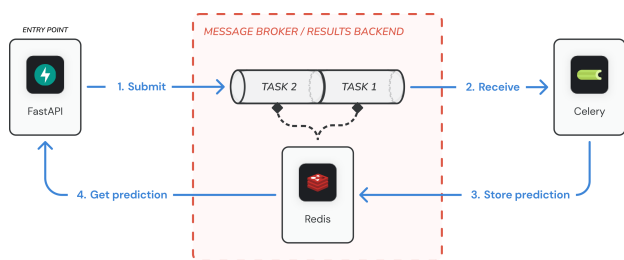 ENTRY POINT
MESSAGE BROKER / RESULTS BACKEND
FastAPI
1. Submit
TASK 2
TASK 1
2. Receive
Celery
4. Get prediction
Redis
3. Store prediction